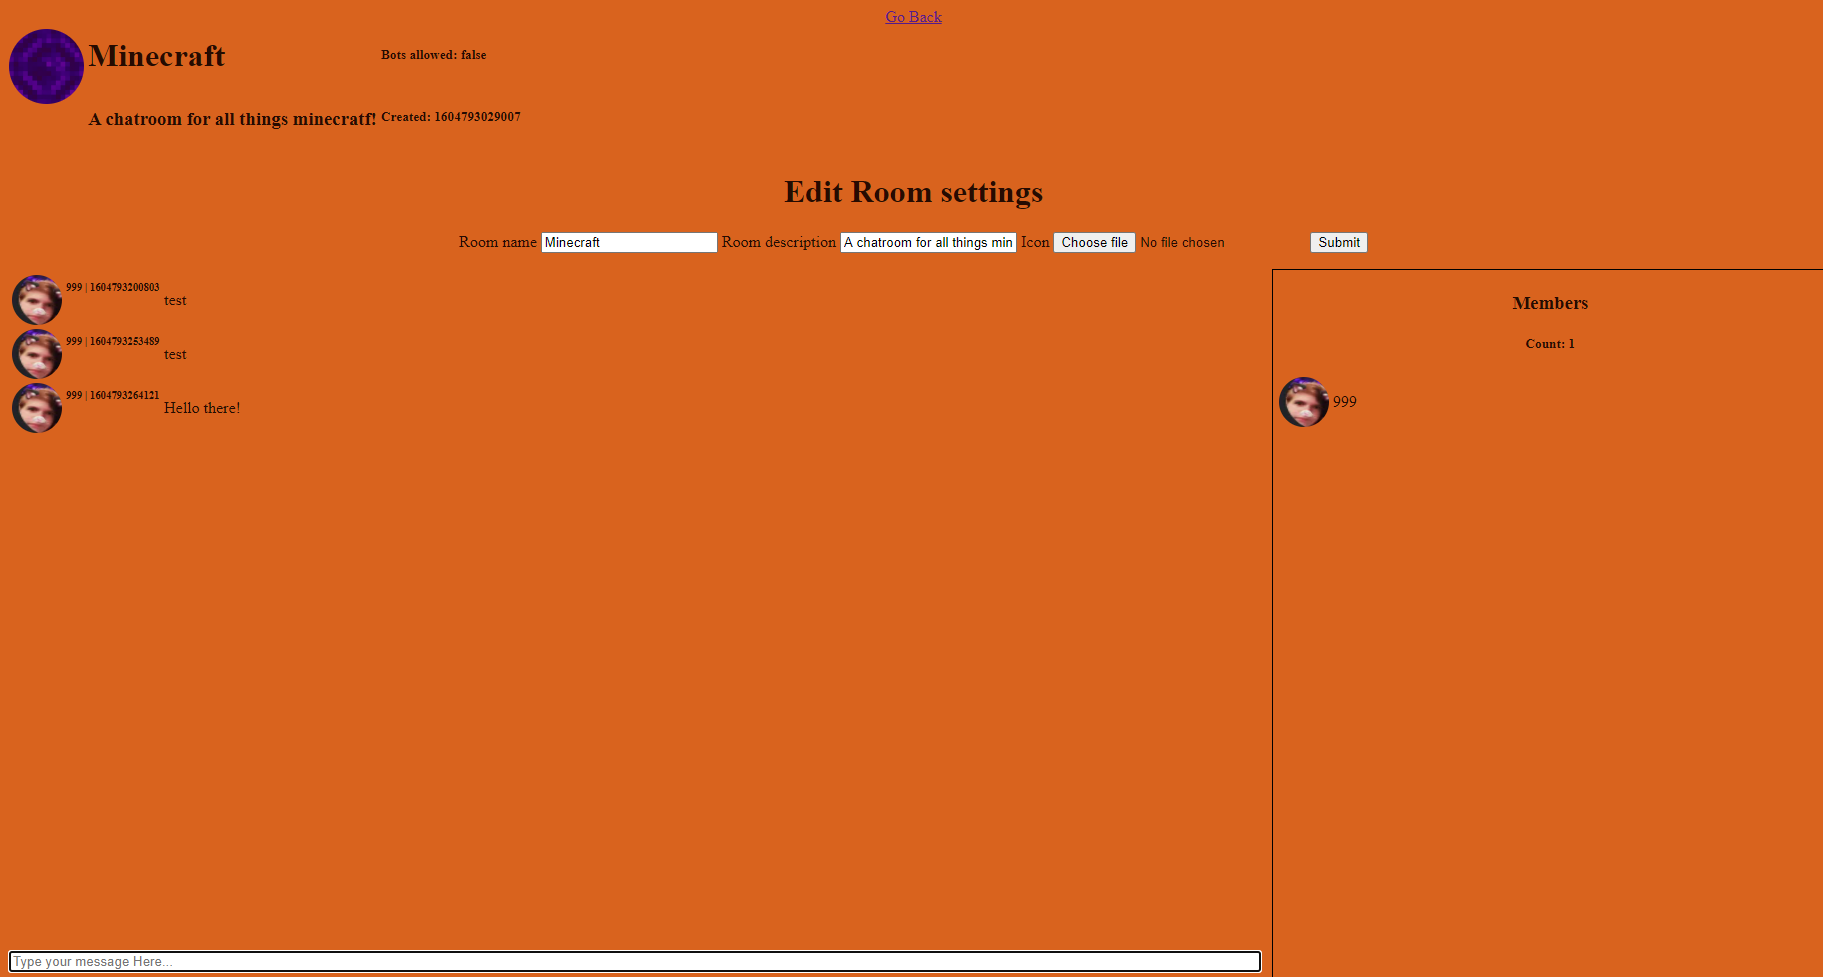 Go Back
Minecraft
Bots allowed: false
A chatroom for all things minecratf!
Created: 1604793029007
Edit Room settings
Room name Minecraft Room description A chatroom for all things min Icon Choose file No file chosen Submit
999 | 1604793200803 test
999 | 1604793253489 test
999 | 1604793264121 Hello there!
Members
Count: 1
999
Type your message Here...